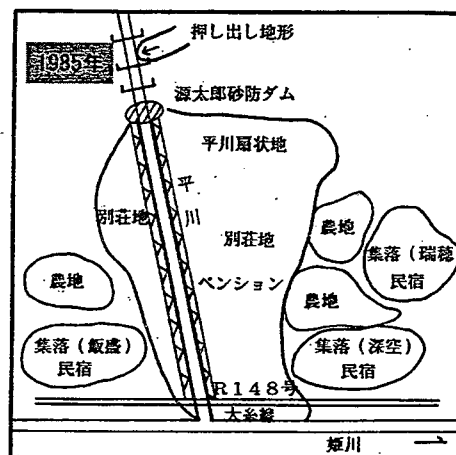 押し出し地形
1985年
源太郎砂防ダム
平川扇状地
平川
別荘地
別荘地
ペンション
農地
集落（瑞穂）
民宿
農地
農地
集落（飯盛）
民宿
集落（深空）
民宿
R148号
大糸線
姫川